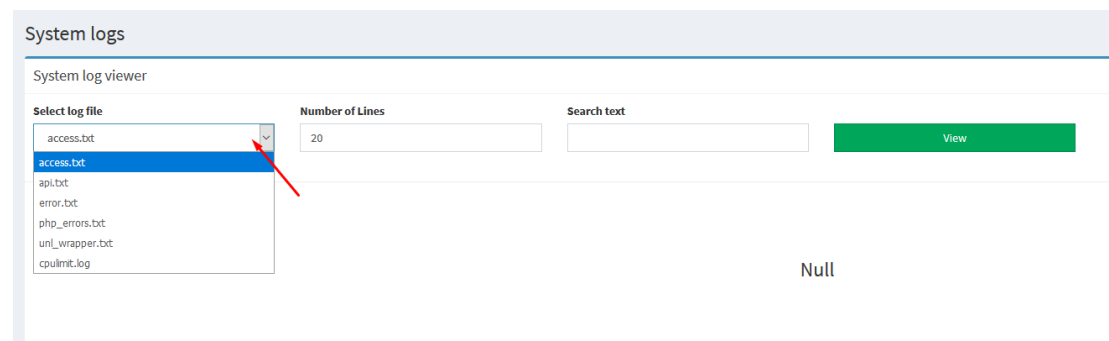 System logs
System log viewer
Select log file
Number of Lines
Search text
access.txt
20
View
access.txt
api.txt
error.txt
php_errors.txt
unl_wrapper.txt
cpulimit.log
Null